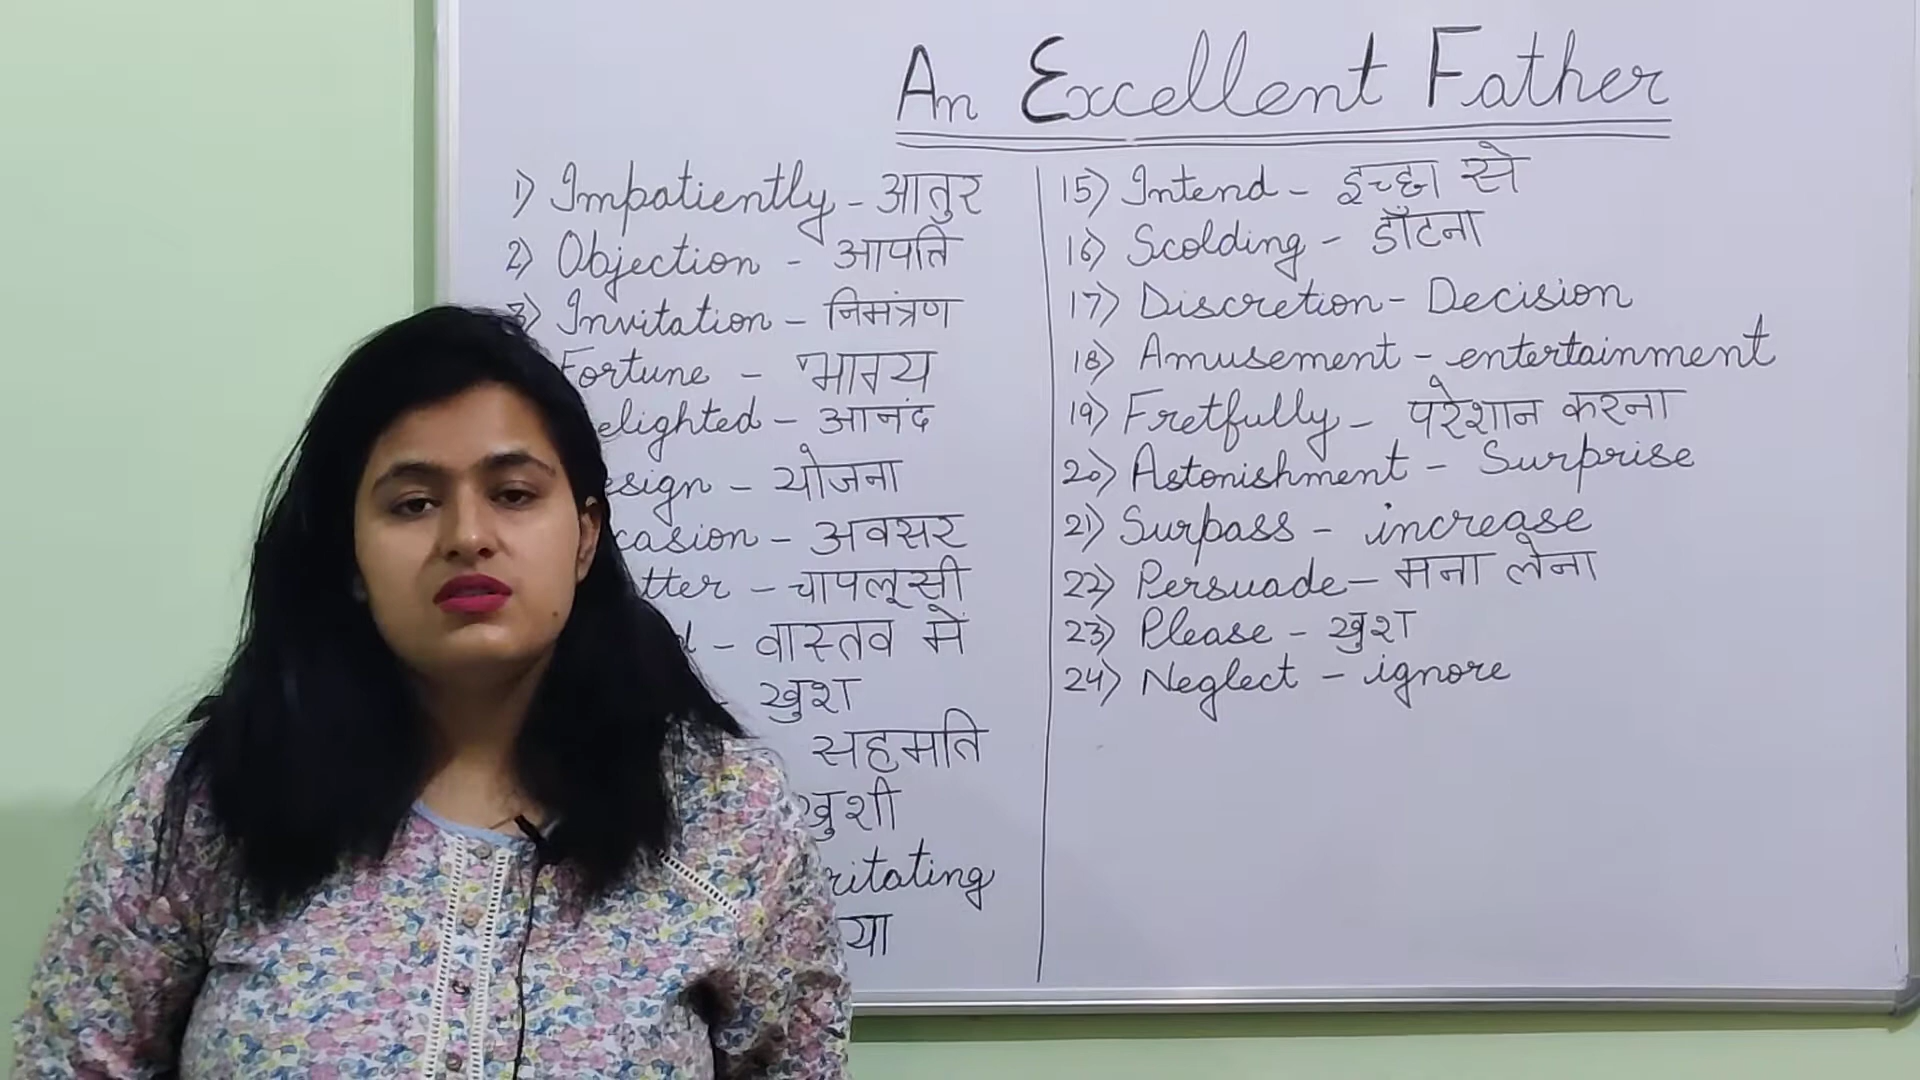 An Excellent Father
1) Impatiently - आतुर
2) Objection - आपत्ति
3) Invitation - निमंत्रण
Fortune - भाग्य
elighted - आनंद
esign - योजना
casion - अवसर
tter - चापलूसी
d - वास्तव में
- खुश
सहमति
खुशी
ritating
या
15) Intend - इच्छा से
16) Scolding - डाँटना
17) Discretion - Decision
18) Amusement - entertainment
19) Fretfully - परेशान करना
20) Astonishment - Surprise
21) Surpass - increase
22) Persuade - मना लेना
23) Please - खुश
24) Neglect - ignore